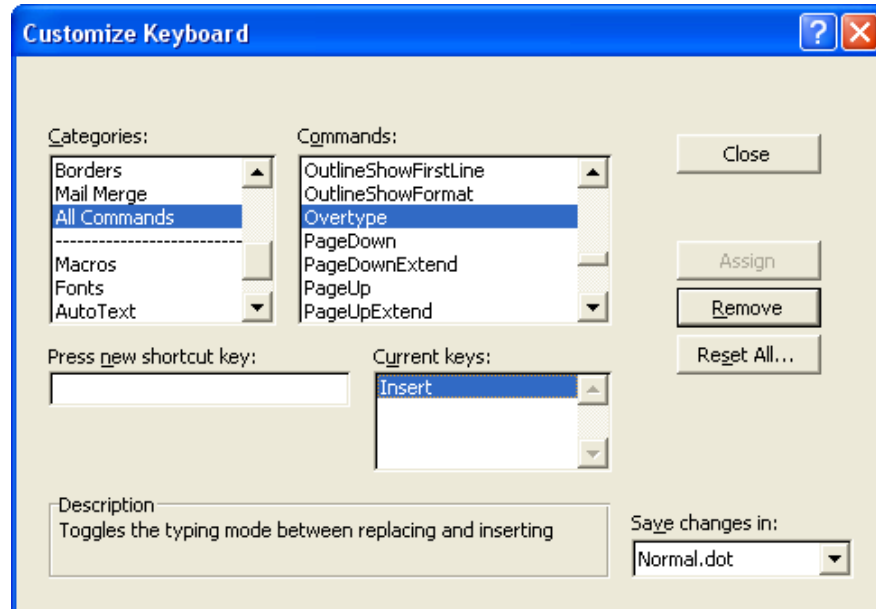 Customize Keyboard
Categories:
Borders
Mail Merge
All Commands
---------------------------
Macros
Fonts
AutoText
Commands:
OutlineShowFirstLine
OutlineShowFormat
Overtype
PageDown
PageDownExtend
PageUp
PageUpExtend
Close
Assign
Remove
Reset All...
Press new shortcut key:
Current keys:
Insert
Description
Toggles the typing mode between replacing and inserting
Save changes in:
Normal.dot